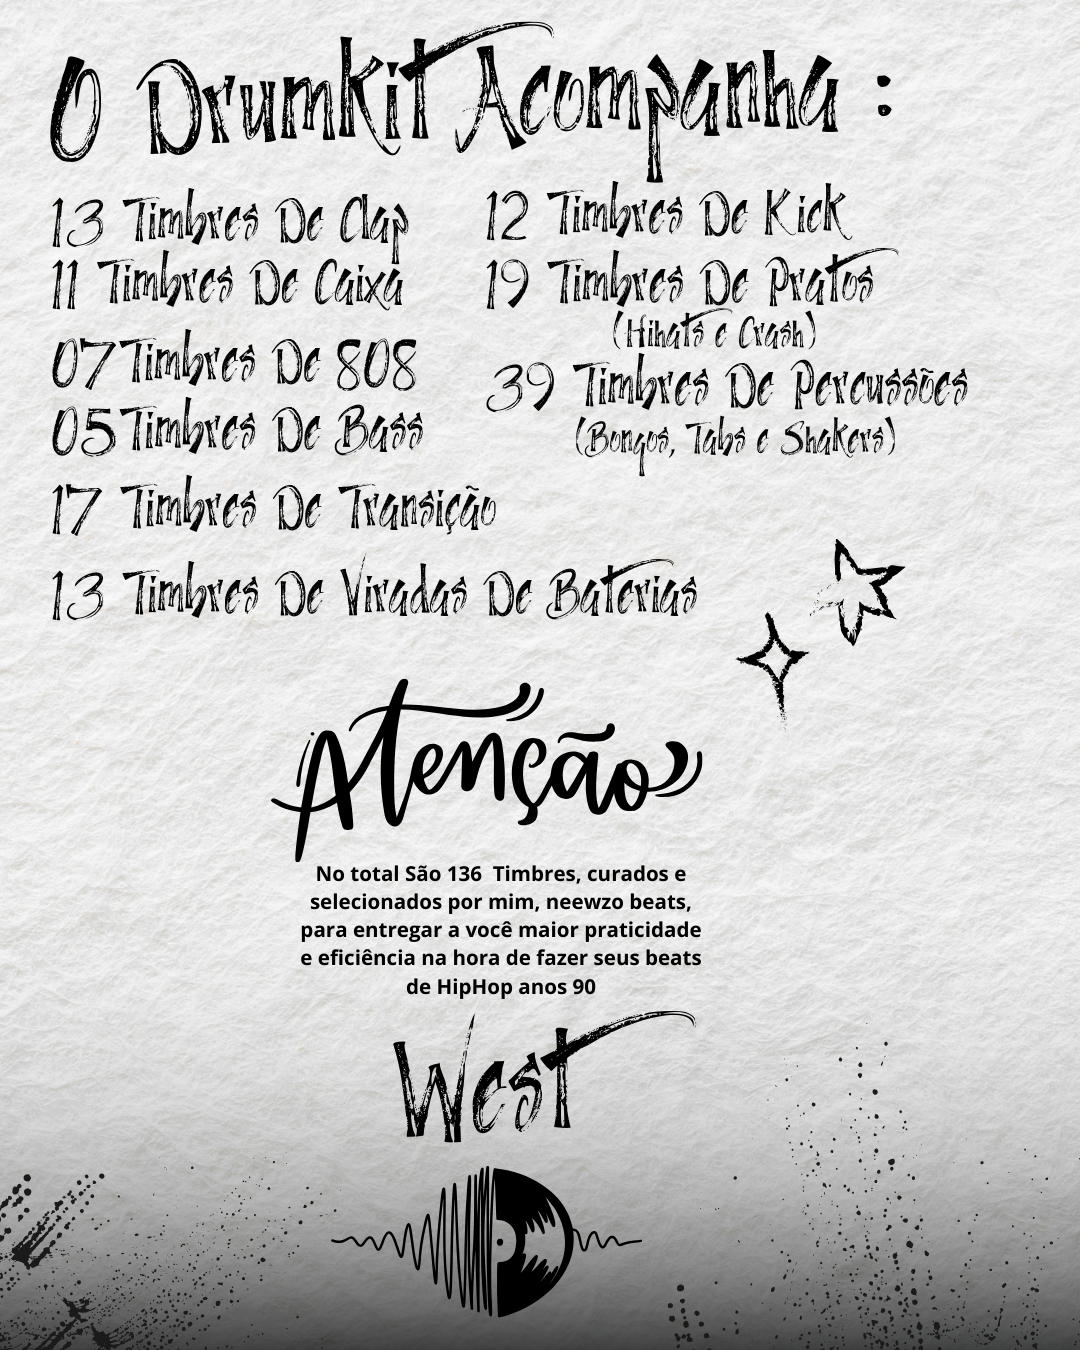 O Drumkit Acompanha :
13 Timbres De Clap
11 Timbres De Caixa
07 Timbres De 808
05 Timbres De Bass
17 Timbres De Transição
13 Timbres De Viradas De Baterias
12 Timbres De Kick
19 Timbres De Pratos
(Hihats e Crash)
39 Timbres De Percussões
(Bongos, Tabs e Shakers)
Atenção
No total São 136 Timbres, curados e
selecionados por mim, neewzo beats,
para entregar a você maior praticidade
e eficiência na hora de fazer seus beats
de HipHop anos 90
West